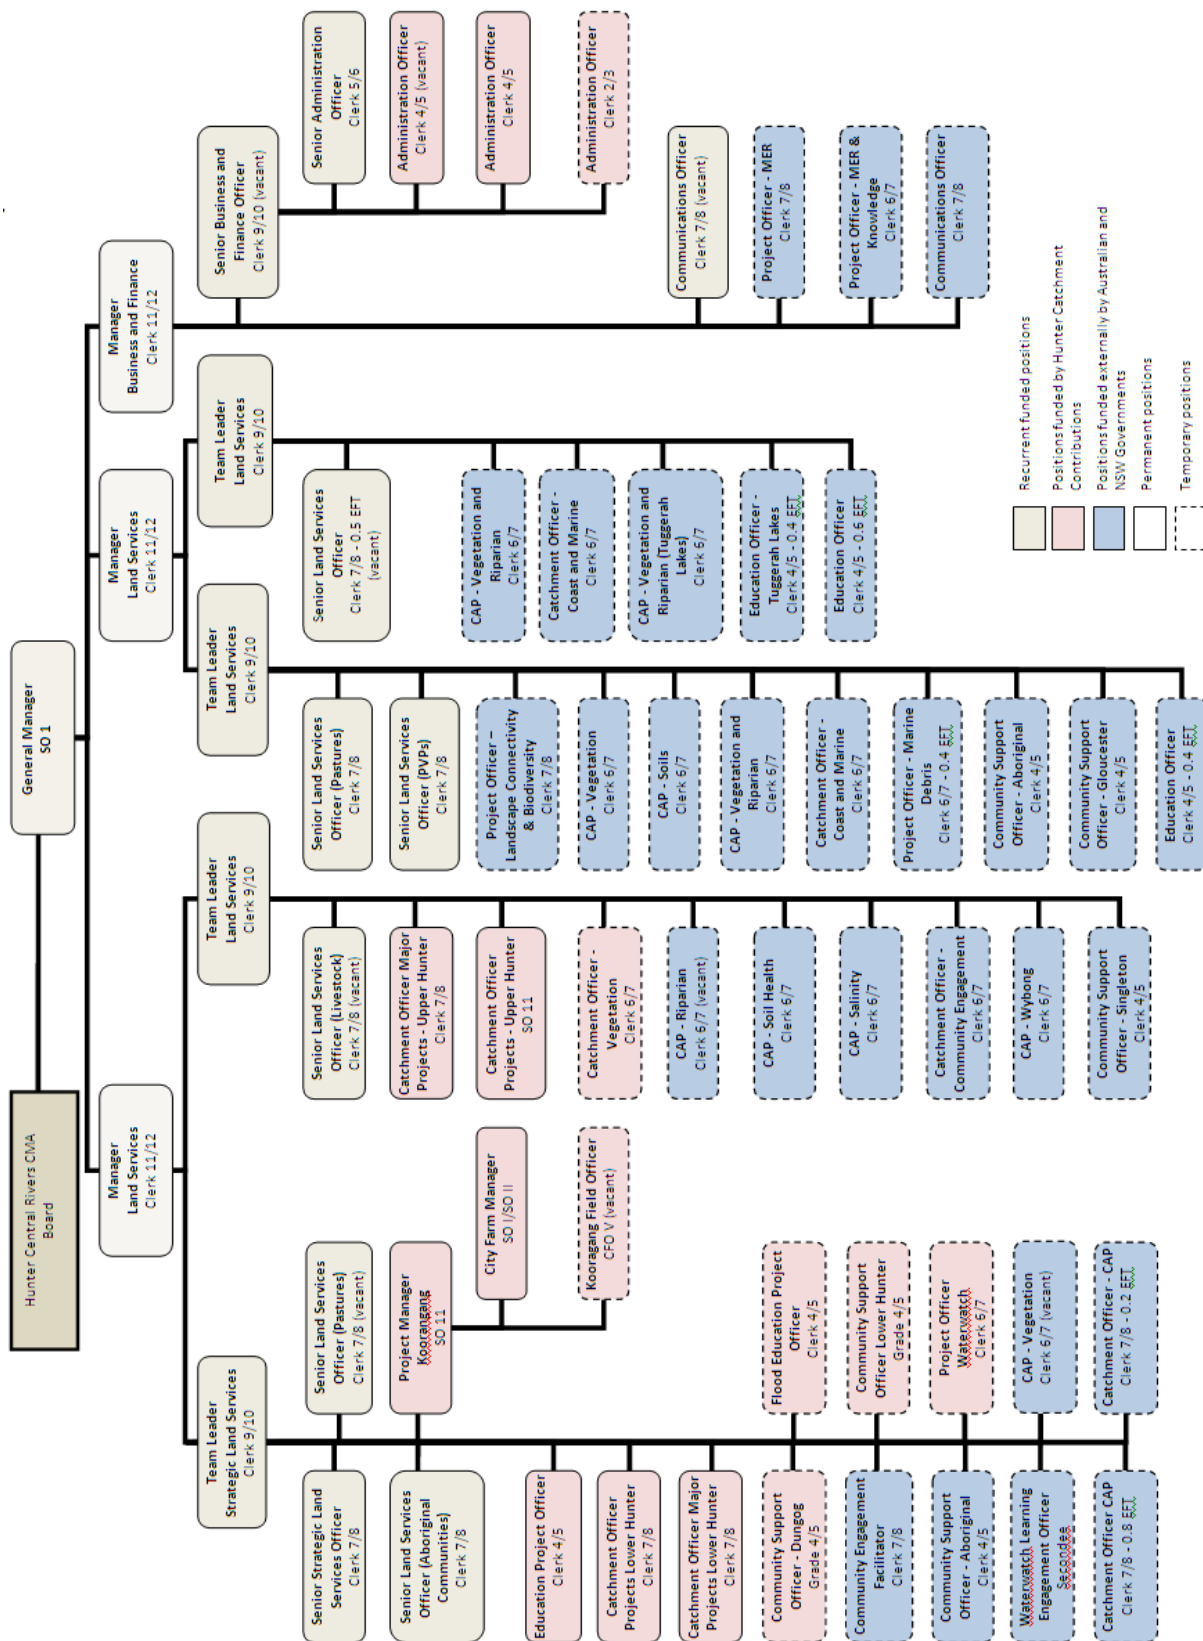 Hunter Central Rivers CMA
Board
General Manager
SO 1
Manager
Land Services
Clerk 11/12
Manager
Land Services
Clerk 11/12
Manager
Business and Finance
Clerk 11/12
Team Leader
Strategic Land Services
Clerk 9/10
Team Leader
Land Services
Clerk 9/10
Team Leader
Land Services
Clerk 9/10
Team Leader
Land Services
Clerk 9/10
Senior Business and
Finance Officer
Clerk 9/10 (vacant)
Senior Strategic Land
Services Officer
Clerk 7/8
Senior Land Services
Officer (Aboriginal
Communities)
Clerk 7/8
Education Project Officer
Clerk 4/5
Catchment Officer
Projects Lower Hunter
Clerk 7/8
Catchment Officer Major
Projects Lower Hunter
Clerk 7/8
Community Support
Officer - Dungog
Grade 4/5
Community Engagement
Facilitator
Clerk 7/8
Community Support
Officer - Aboriginal
Clerk 4/5
Waterwatch Learning
Engagement Officer
Secondee
Catchment Officer CAP
Clerk 7/8 - 0.8 EFT
Senior Land Services
Officer (Pastures)
Clerk 7/8 (vacant)
Project Manager
Kooraugang
SO 11
City Farm Manager
SO I/SO II
Kooragang Field Officer
CFO V (vacant)
Flood Education Project
Officer
Clerk 4/5
Community Support
Officer Lower Hunter
Grade 4/5
Project Officer
Waterwatch
Clerk 6/7
CAP - Vegetation
Clerk 6/7 (vacant)
Catchment Officer - CAP
Clerk 7/8 - 0.2 EFT
Senior Land Services
Officer (Livestock)
Clerk 7/8 (vacant)
Catchment Officer Major
Projects - Upper Hunter
Clerk 7/8
Catchment Officer
Projects - Upper Hunter
SO 11
Catchment Officer -
Vegetation
Clerk 6/7
CAP - Riparian
Clerk 6/7 (vacant)
CAP - Soil Health
Clerk 6/7
CAP - Salinity
Clerk 6/7
Catchment Officer -
Community Engagement
Clerk 6/7
CAP - Wybong
Clerk 6/7
Community Support
Officer - Singleton
Clerk 4/5
Senior Land Services
Officer (Pastures)
Clerk 7/8
Senior Land Services
Officer (PVPs)
Clerk 7/8
Project Officer –
Landscape Connectivity
& Biodiversity
Clerk 7/8
CAP - Vegetation
Clerk 6/7
CAP - Soils
Clerk 6/7
CAP - Vegetation and
Riparian
Clerk 6/7
Catchment Officer -
Coast and Marine
Clerk 6/7
Project Officer - Marine
Debris
Clerk 6/7 - 0.4 EFT
Community Support
Officer - Aboriginal
Clerk 4/5
Community Support
Officer - Gloucester
Clerk 4/5
Education Officer
Clerk 4/5 - 0.4 EFT
Senior Land Services
Officer
Clerk 7/8 - 0.5 EFT
(vacant)
CAP - Vegetation and
Riparian
Clerk 6/7
Catchment Officer -
Coast and Marine
Clerk 6/7
CAP - Vegetation and
Riparian (Tuggerah
Lakes)
Clerk 6/7
Education Officer -
Tuggerah Lakes
Clerk 4/5 - 0.4 EFT
Education Officer
Clerk 4/5 - 0.6 EFT
Senior Administration
Officer
Clerk 5/6
Administration Officer
Clerk 4/5 (vacant)
Administration Officer
Clerk 4/5
Administration Officer
Clerk 2/3
Communications Officer
Clerk 7/8 (vacant)
Project Officer - MER
Clerk 7/8
Project Officer - MER &
Knowledge
Clerk 6/7
Communications Officer
Clerk 7/8
Recurrent funded positions
Positions funded by Hunter Catchment
Contributions
Positions funded externally by Australian and
NSW Governments
Permanent positions
Temporary positions